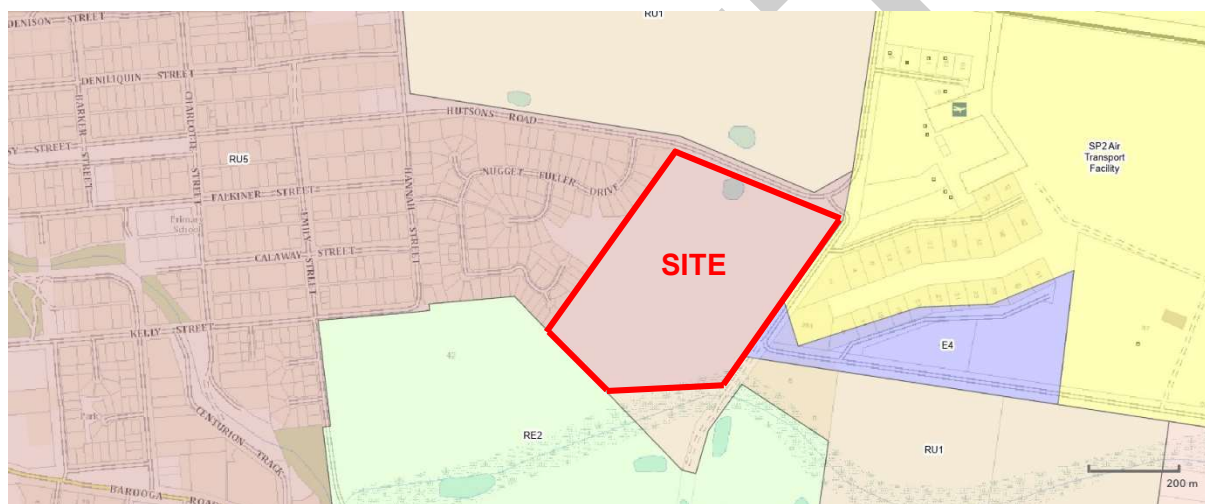 RU1
DENISON STREET
DENILIQUIN STREET
HARKER STREET
CHARLOTTE STREET
HUTSONS ROAD
SP2 Air
Transport
Facility
RU5
STREET
NUGGET FULLER DRIVE
FALKINER STREET
HANNAH STREET
Primary
School
EMILY STREET
SITE
CALAWAY STREET
KELLY STREET
42
E4
Park
CENTURION TRACK
RE2
RU1
BAROOGA
200 m